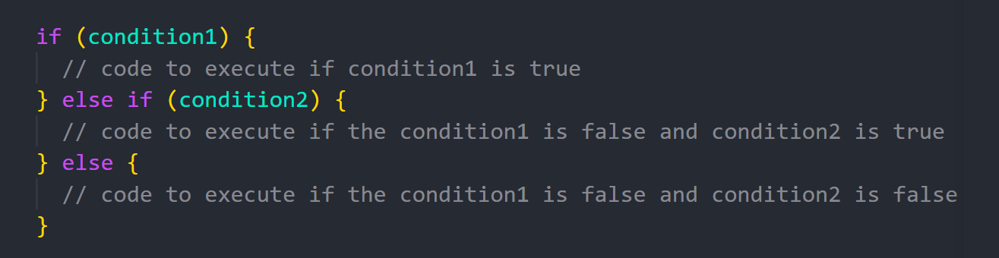 if (condition1) {
  // code to execute if condition1 is true
} else if (condition2) {
  // code to execute if the condition1 is false and condition2 is true
} else {
  // code to execute if the condition1 is false and condition2 is false
}